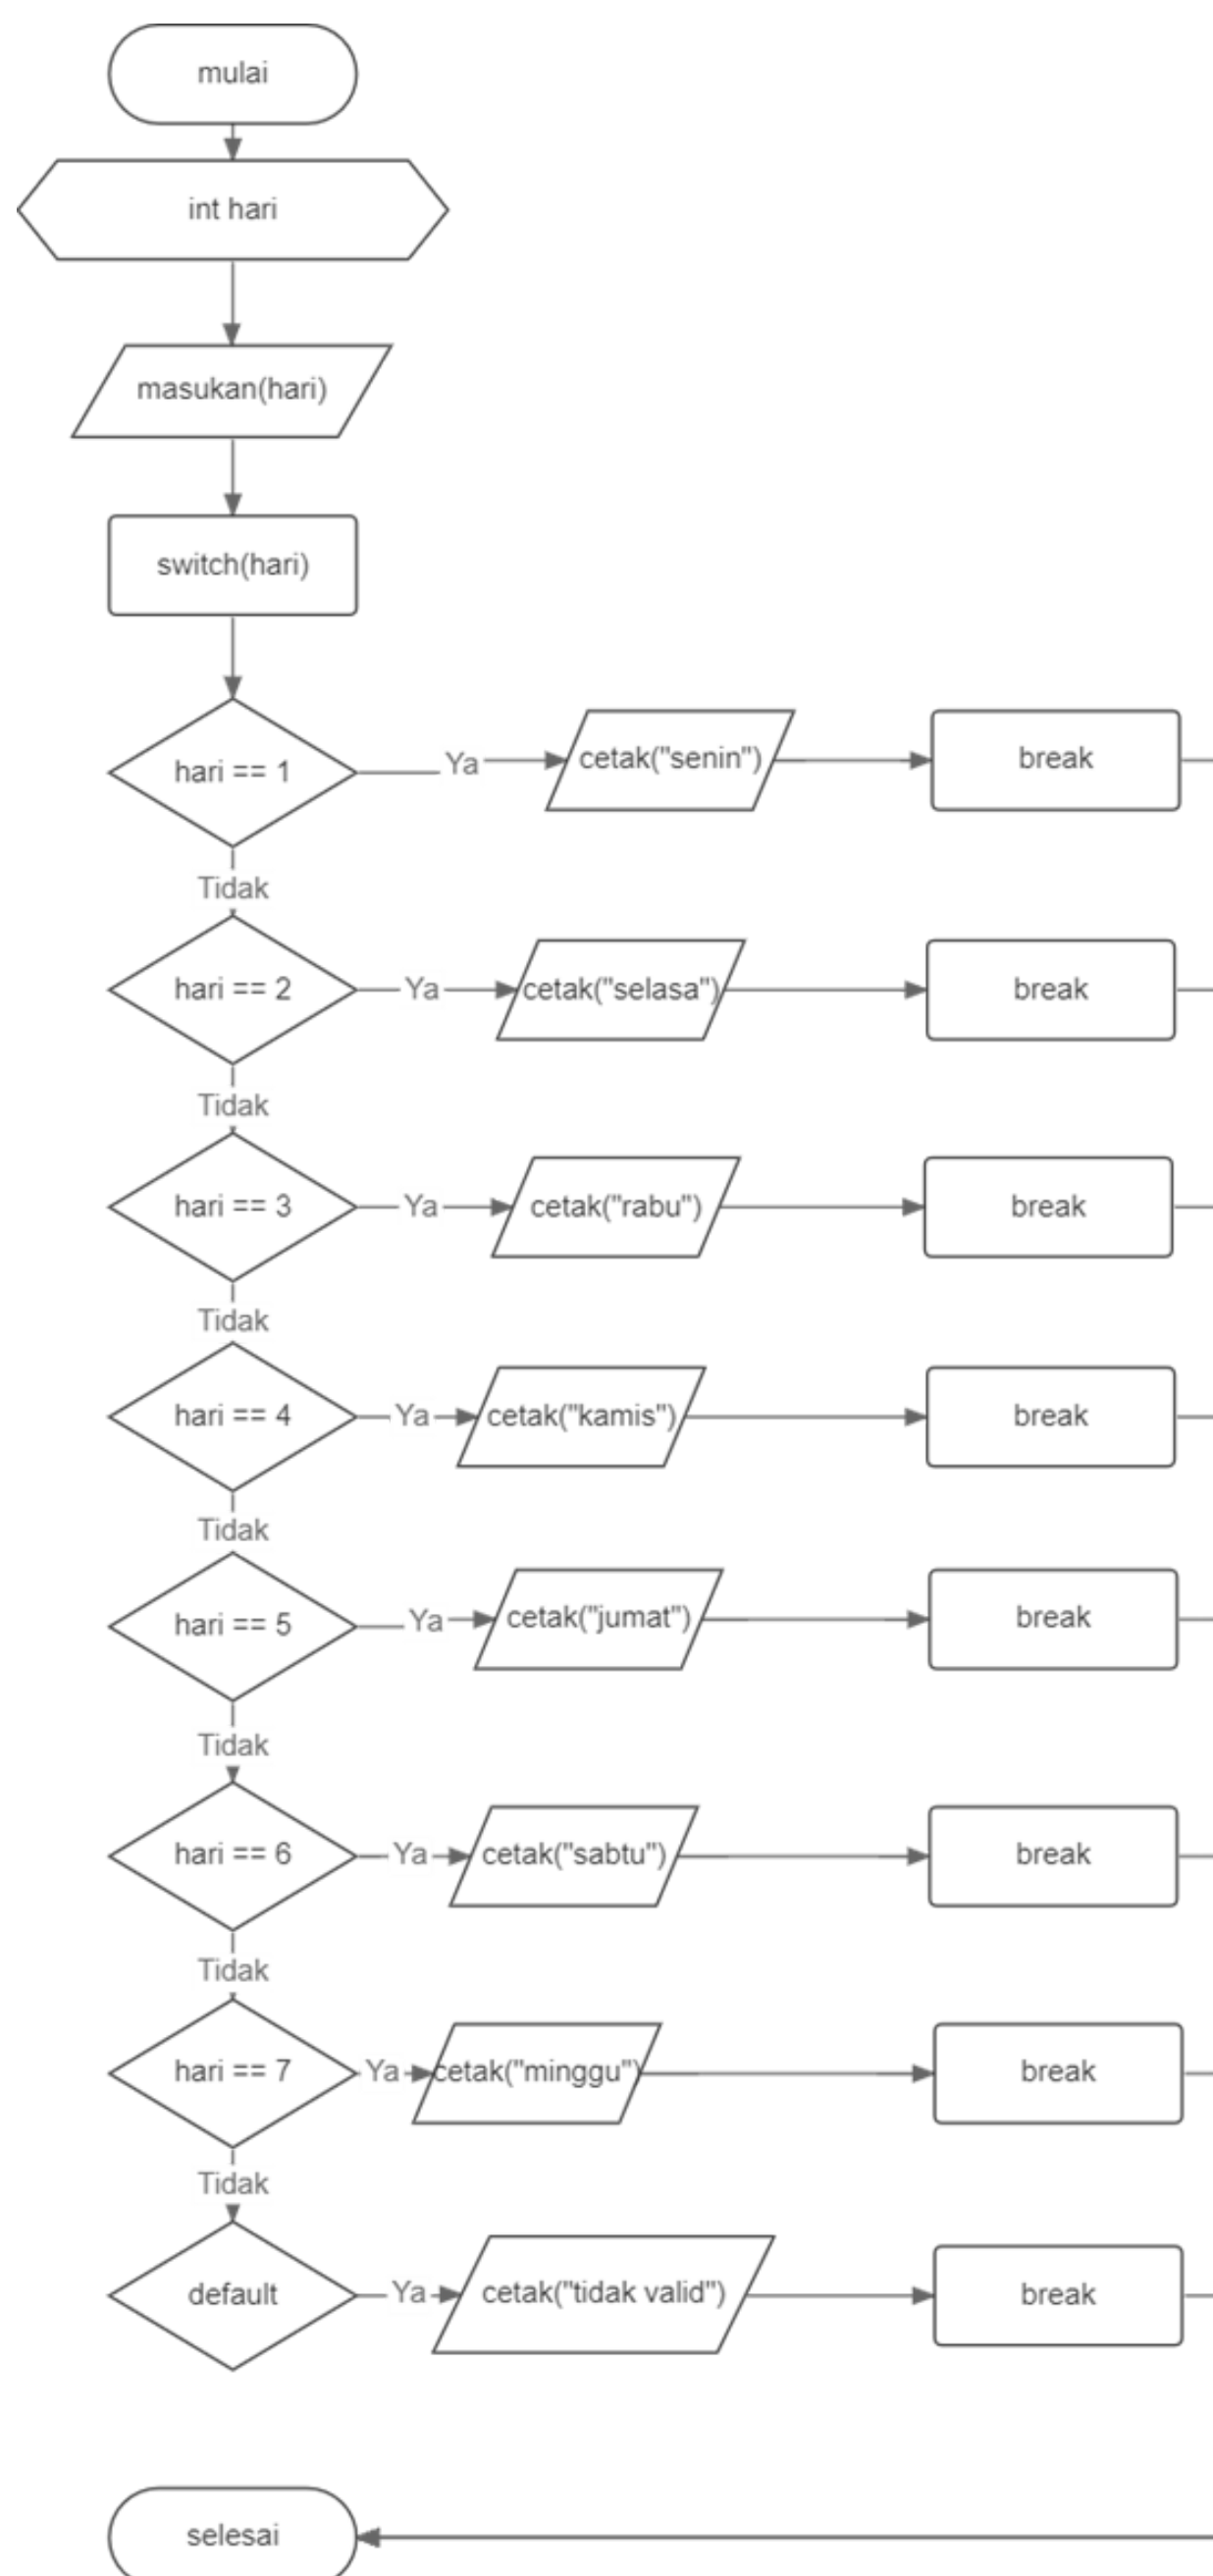 mulai
int hari
masukan(hari)
switch(hari)
hari == 1
Ya
cetak("senin")
break
Tidak
hari == 2
Ya
cetak("selasa")
break
Tidak
hari == 3
Ya
cetak("rabu")
break
Tidak
hari == 4
Ya
cetak("kamis")
break
Tidak
hari == 5
Ya
cetak("jumat")
break
Tidak
hari == 6
Ya
cetak("sabtu")
break
Tidak
hari == 7
Ya
cetak("minggu")
break
Tidak
default
Ya
cetak("tidak valid")
break
selesai